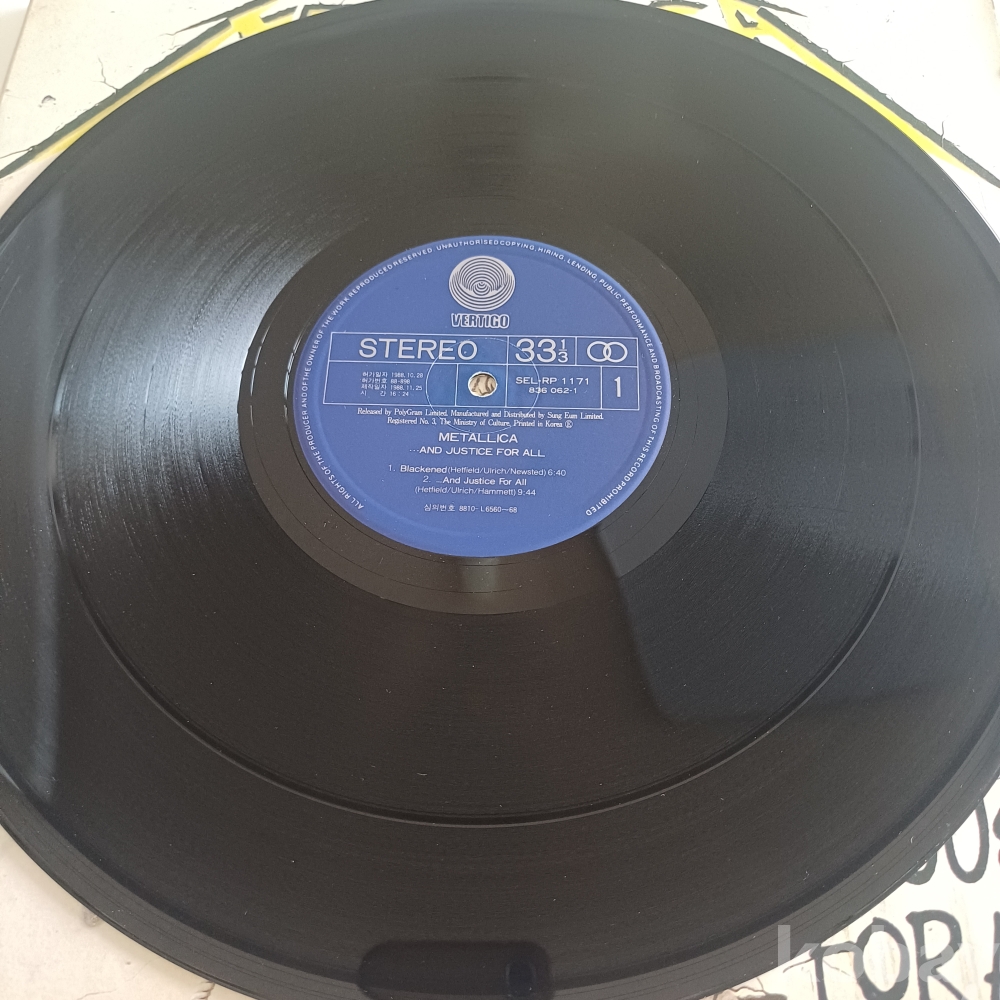 ALL RIGHTS OF THE PRODUCER AND OF THE OWNER OF THE WORK REPRODUCED RESERVED. UNAUTHORISED COPYING, HIRING, LENDING, PUBLIC PERFORMANCE AND BROADCASTING OF THIS RECORD PROHIBITED
VERTIGO
STEREO 33⅓
허가일자 1988.10.28
허가번호 88-898
제작일자 1988.11.25
시 간 16:24
SEL-RP 1171
836 062-1
1
Released by PolyGram Limited. Manufactured and Distributed by Sung Eum Limited.
Registered No. 3, The Ministry of Culture, Printed in Korea Ⓚ
METALLICA
...AND JUSTICE FOR ALL
1. Blackened (Hetfield/Ulrich/Newsted) 6:40
2. ...And Justice For All
(Hetfield/Ulrich/Hammett) 9:44
심의번호 8810-L6560~68
FOR